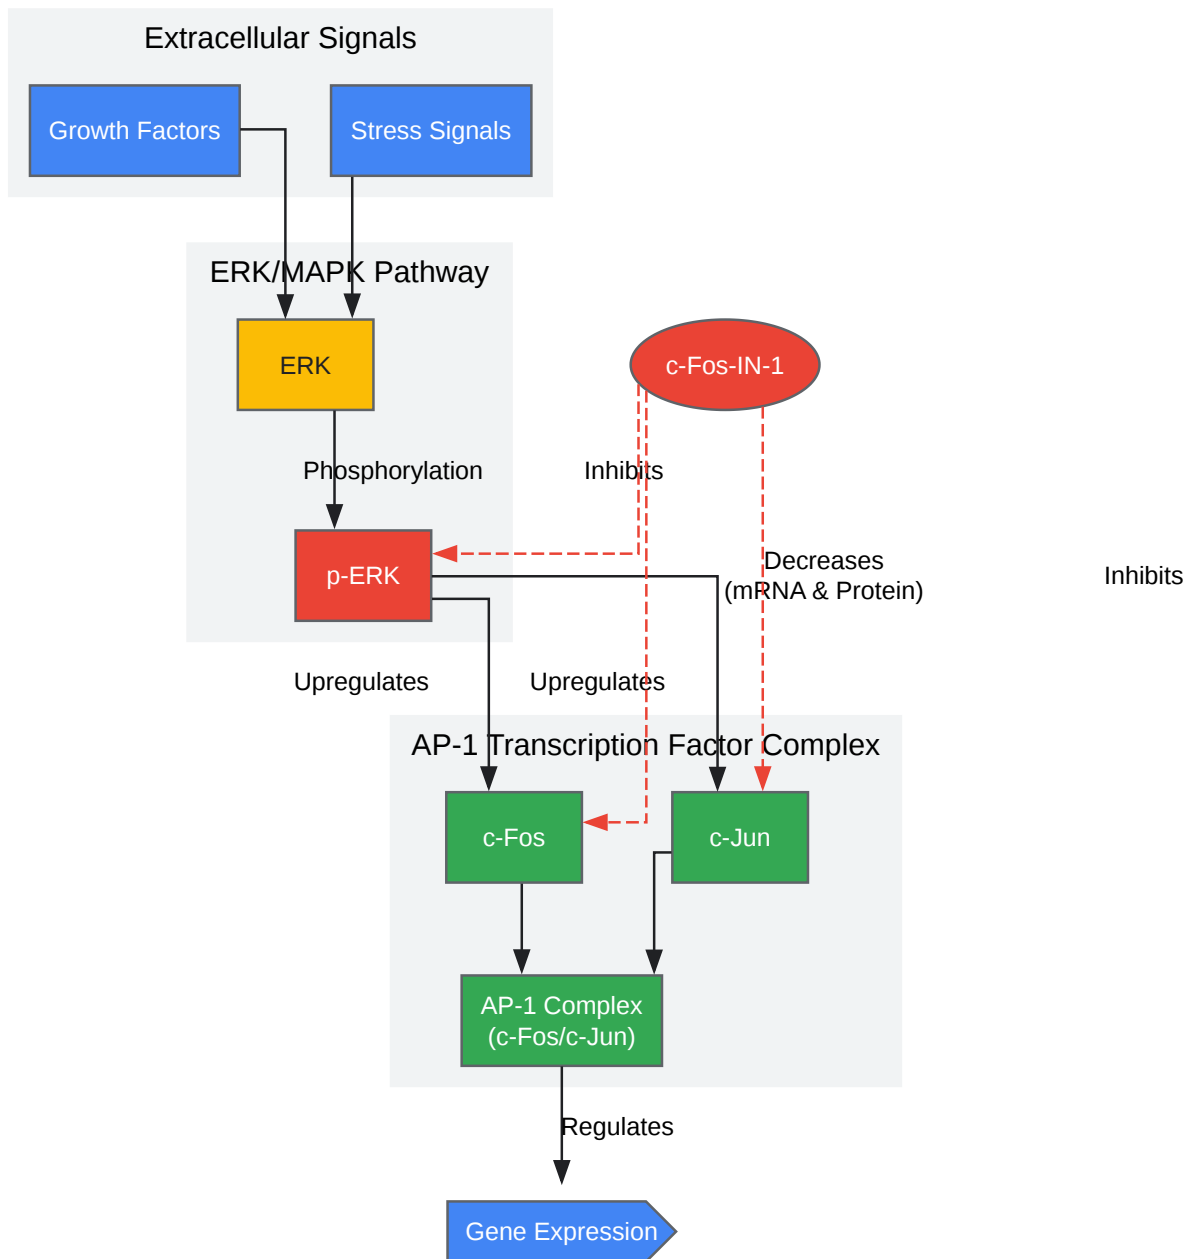 Extracellular Signals
Growth Factors
Stress Signals
ERK/MAPK Pathway
ERK
c-Fos-IN-1
Phosphorylation
Inhibits
Decreases
(mRNA & Protein)
p-ERK
Inhibits
Upregulates
Upregulates
AP-1 Transcription Factor Complex
c-Fos
c-Jun
AP-1 Complex
(c-Fos/c-Jun)
Regulates
Gene Expression